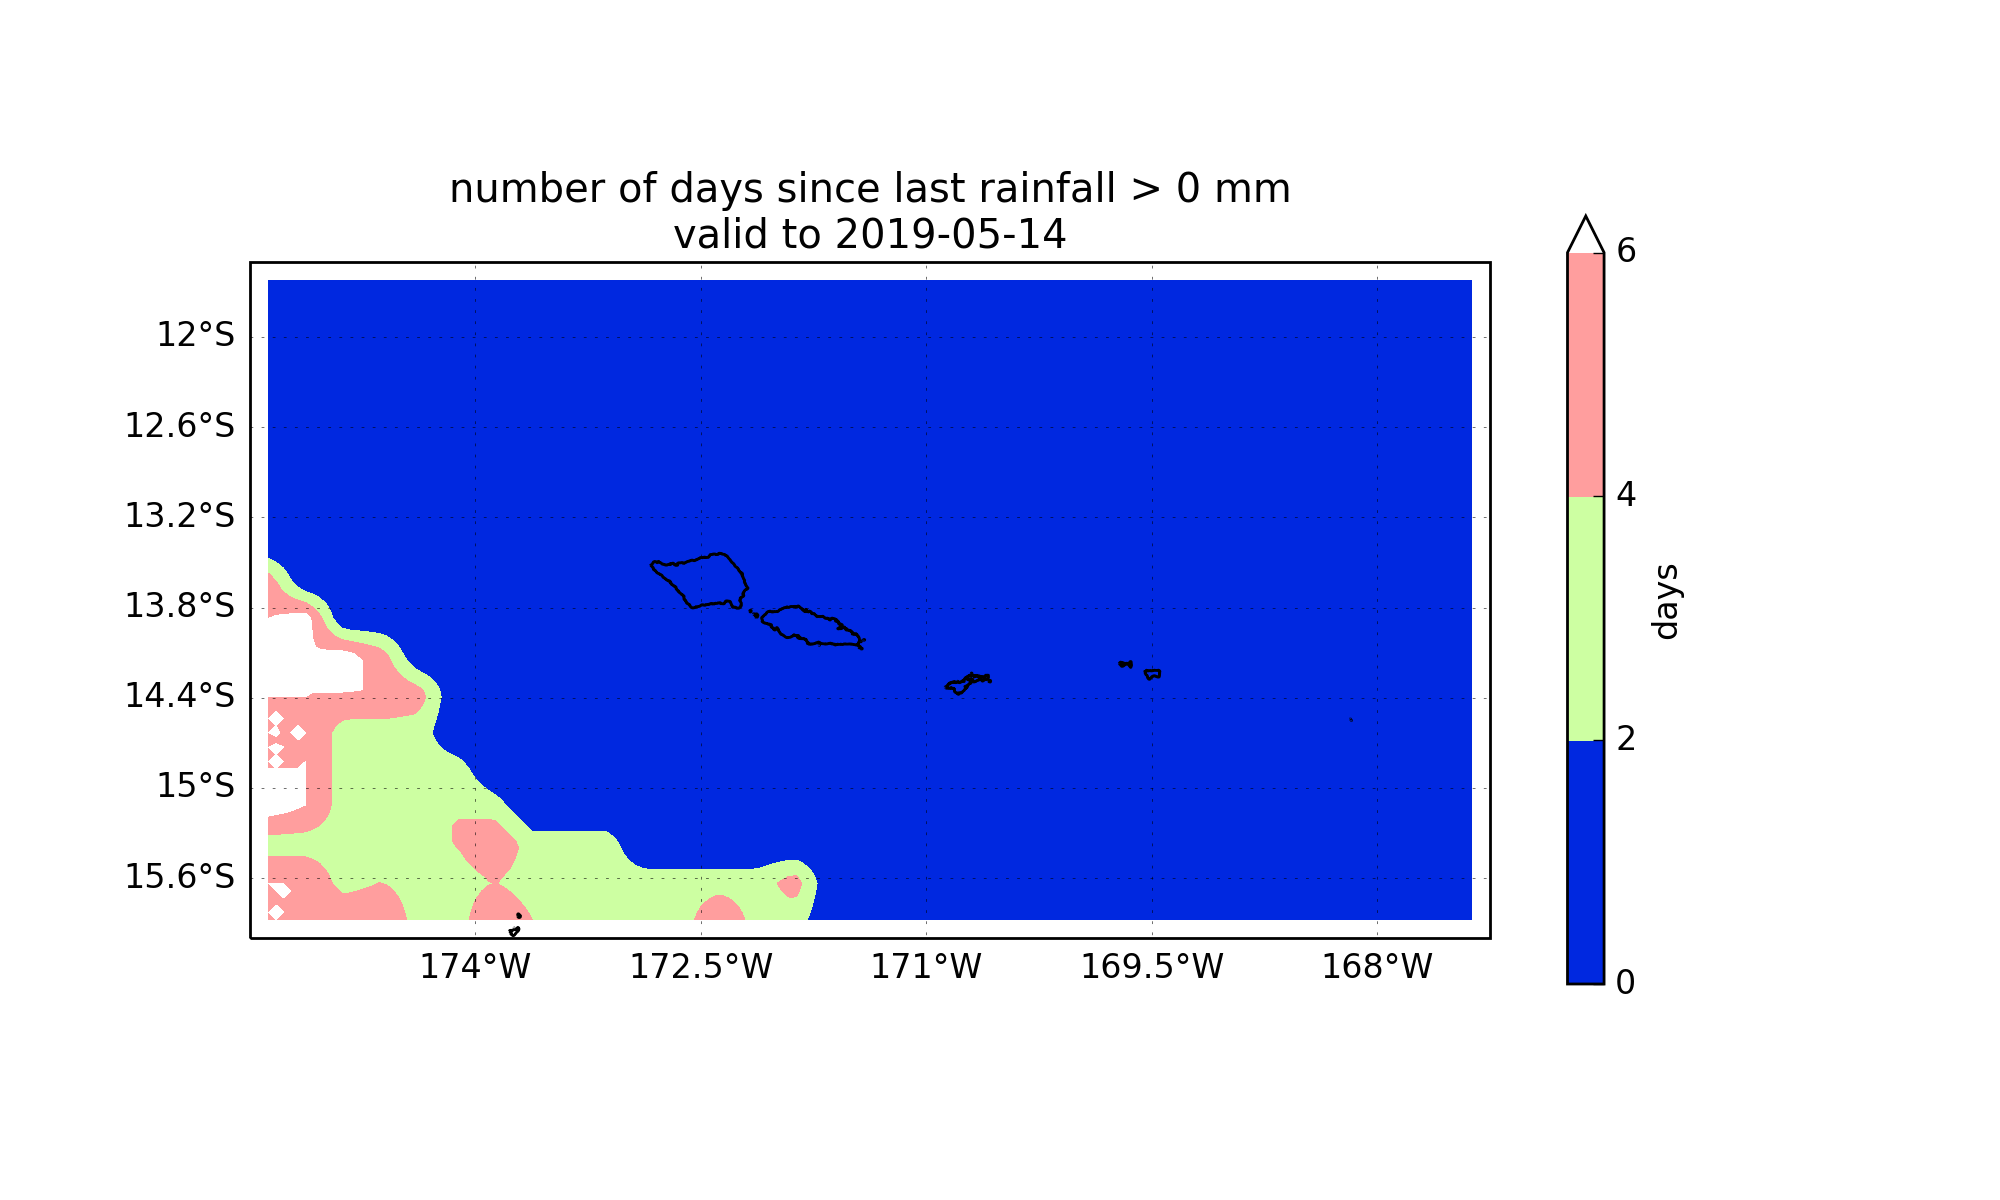 number of days since last rainfall > 0 mm
valid to 2019-05-14
12°S
12.6°S
13.2°S
13.8°S
14.4°S
15°S
15.6°S
174°W 172.5°W 171°W 169.5°W 168°W
6
4
2
0
days